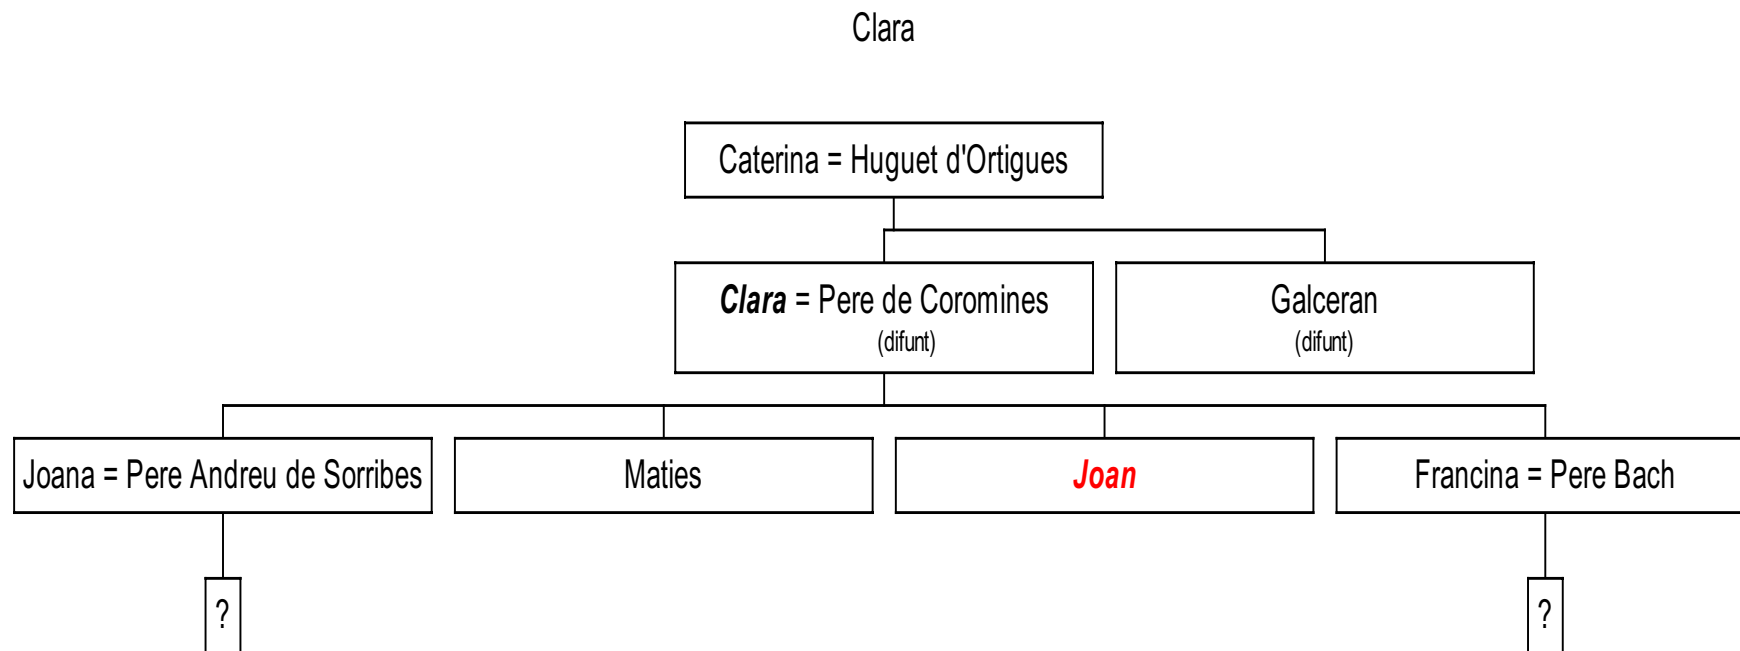 Clara
Caterina = Huguet d'Ortigues
Clara = Pere de Coromines
(difunt)
Galceran
(difunt)
Joana = Pere Andreu de Sorribes
Maties
Joan
Francina = Pere Bach
?
?